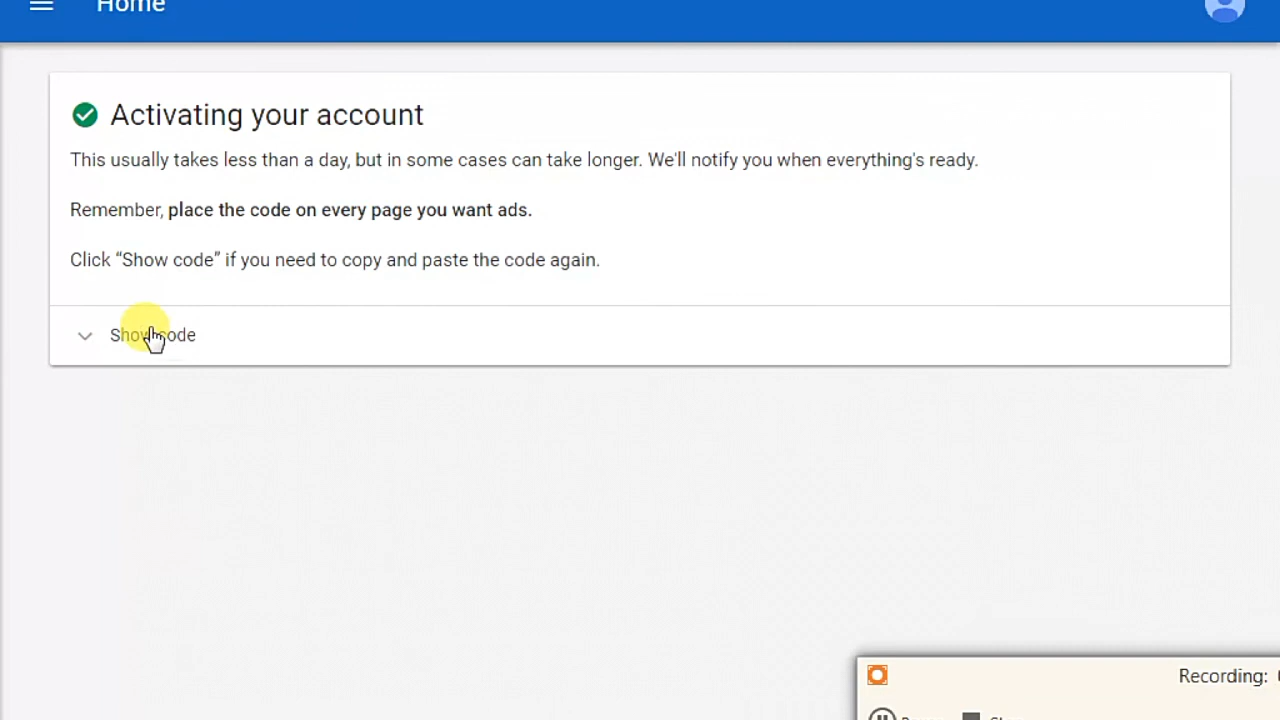 Home
Activating your account
This usually takes less than a day, but in some cases can take longer. We'll notify you when everything's ready.
Remember, place the code on every page you want ads.
Click “Show code” if you need to copy and paste the code again.
Show code
Recording: